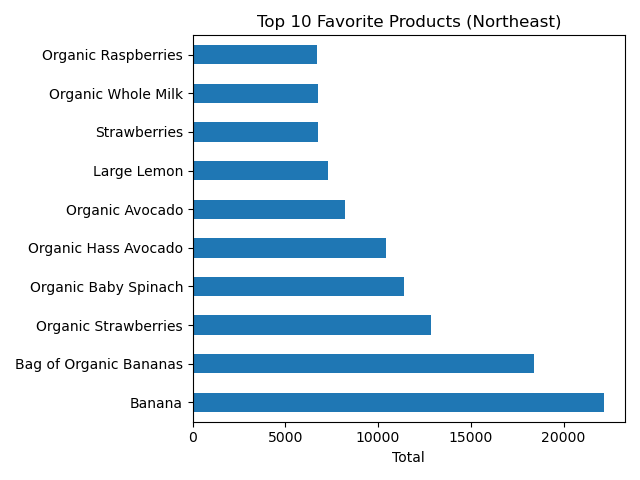 Top 10 Favorite Products (Northeast)
Organic Raspberries
Organic Whole Milk
Strawberries
Large Lemon
Organic Avocado
Organic Hass Avocado
Organic Baby Spinach
Organic Strawberries
Bag of Organic Bananas
Banana
0 5000 10000 15000 20000
Total